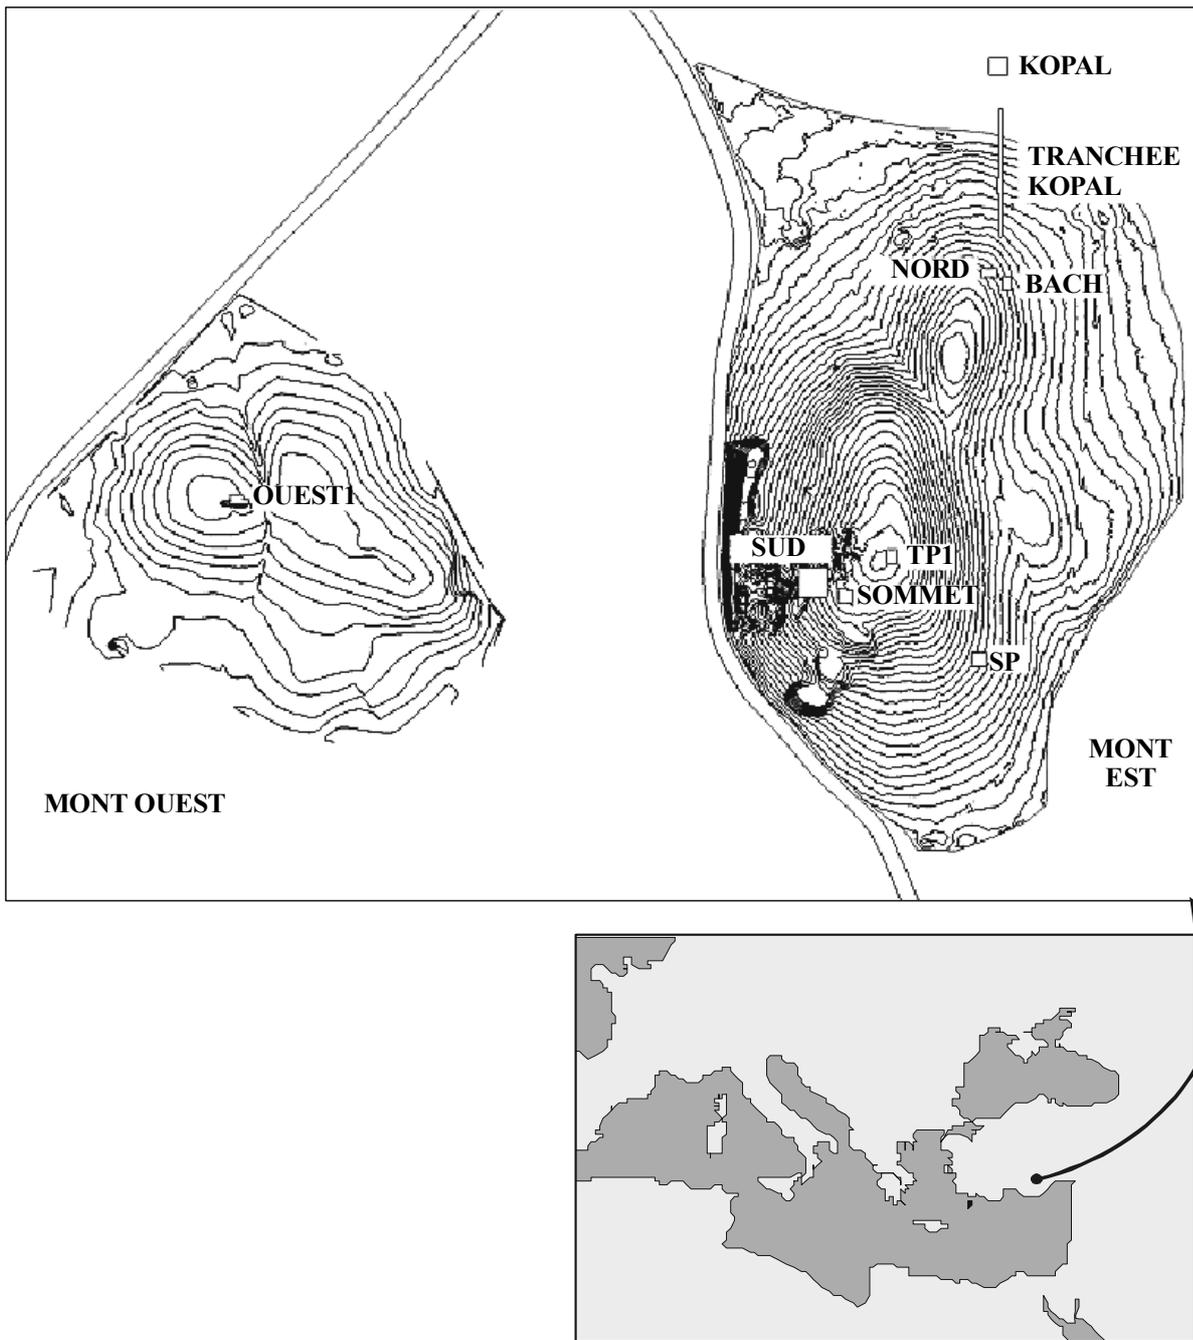 KOPAL
TRANCHEE
KOPAL
NORD
BACH
OUEST1
SUD
TP1
SOMMET
SP
MONT
EST
MONT OUEST